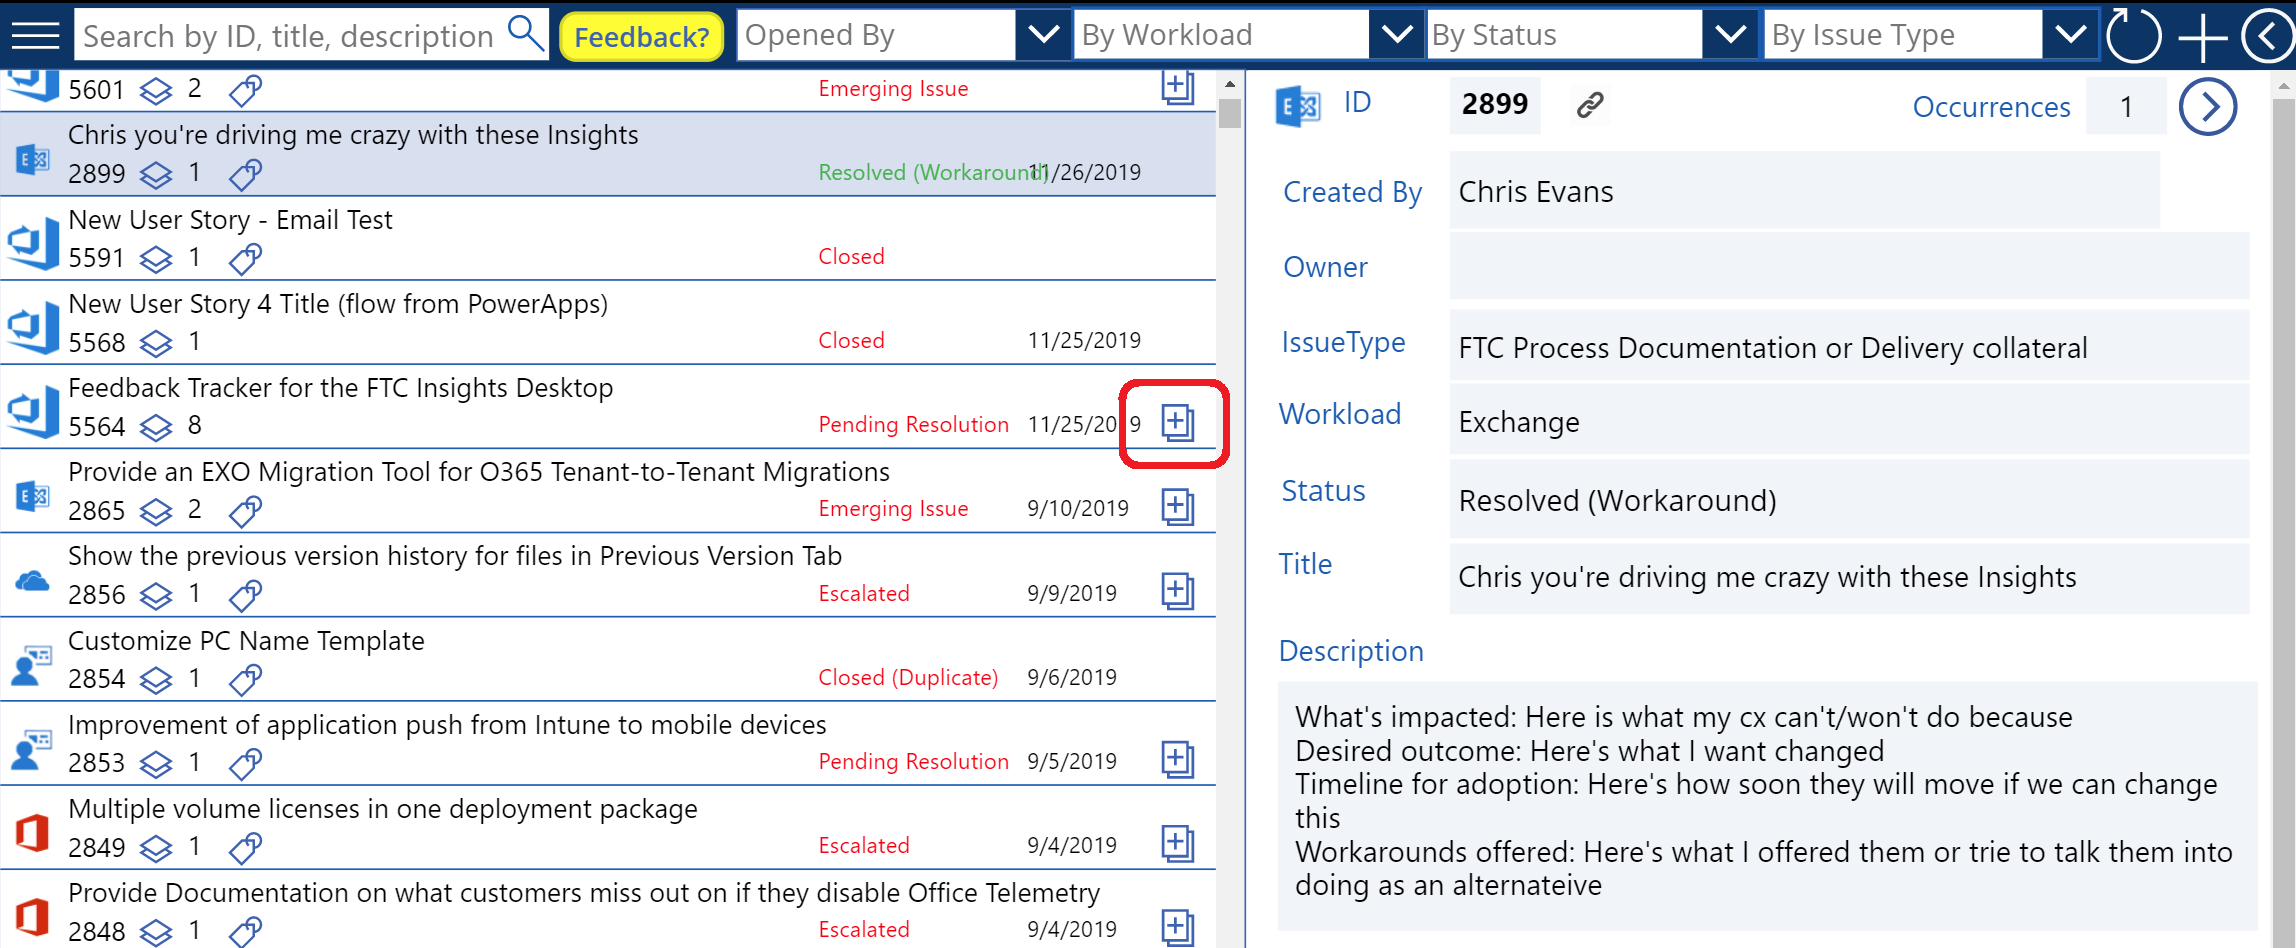 Search by ID, title, description
Feedback?
Opened By
By Workload
By Status
By Issue Type
5601 2 Emerging Issue
Chris you're driving me crazy with these Insights
2899 1 Resolved (Workaround) 11/26/2019
New User Story - Email Test
5591 1 Closed
New User Story 4 Title (flow from PowerApps)
5568 1 Closed 11/25/2019
Feedback Tracker for the FTC Insights Desktop
5564 8 Pending Resolution 11/25/2019
Provide an EXO Migration Tool for O365 Tenant-to-Tenant Migrations
2865 2 Emerging Issue 9/10/2019
Show the previous version history for files in Previous Version Tab
2856 1 Escalated 9/9/2019
Customize PC Name Template
2854 1 Closed (Duplicate) 9/6/2019
Improvement of application push from Intune to mobile devices
2853 1 Pending Resolution 9/5/2019
Multiple volume licenses in one deployment package
2849 1 Escalated 9/4/2019
Provide Documentation on what customers miss out on if they disable Office Telemetry
2848 1 Escalated 9/4/2019
ID 2899 Occurrences 1
Created By Chris Evans
Owner
IssueType FTC Process Documentation or Delivery collateral
Workload Exchange
Status Resolved (Workaround)
Title Chris you're driving me crazy with these Insights
Description
What's impacted: Here is what my cx can't/won't do because
Desired outcome: Here's what I want changed
Timeline for adoption: Here's how soon they will move if we can change
this
Workarounds offered: Here's what I offered them or trie to talk them into
doing as an alternateive